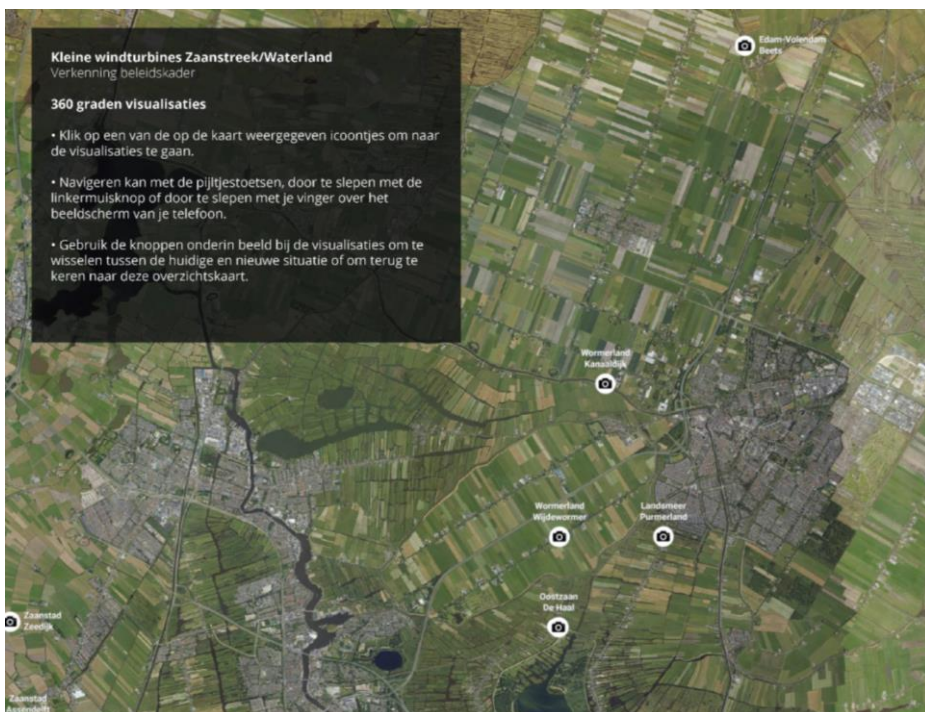 Kleine windturbines Zaanstreek/Waterland
Verkenning beleidskader
360 graden visualisaties
• Klik op een van de op de kaart weergegeven icoontjes om naar
de visualisaties te gaan.
• Navigeren kan met de pijltjestoetsen, door te slepen met de
linkermuisknop of door te slepen met je vinger over het
beeldscherm van je telefoon.
• Gebruik de knoppen onderin beeld bij de visualisaties om te
wisselen tussen de huidige en nieuwe situatie of om terug te
keren naar deze overzichtskaart.
Edam-Volendam
Beets
Wormerland
Kanaaldijk
Wormerland
Wijdewormer
Landsmeer
Purmerland
Oostzaan
De Haal
Zaanstad
Zeedijk
Zaanstad
Assendelft